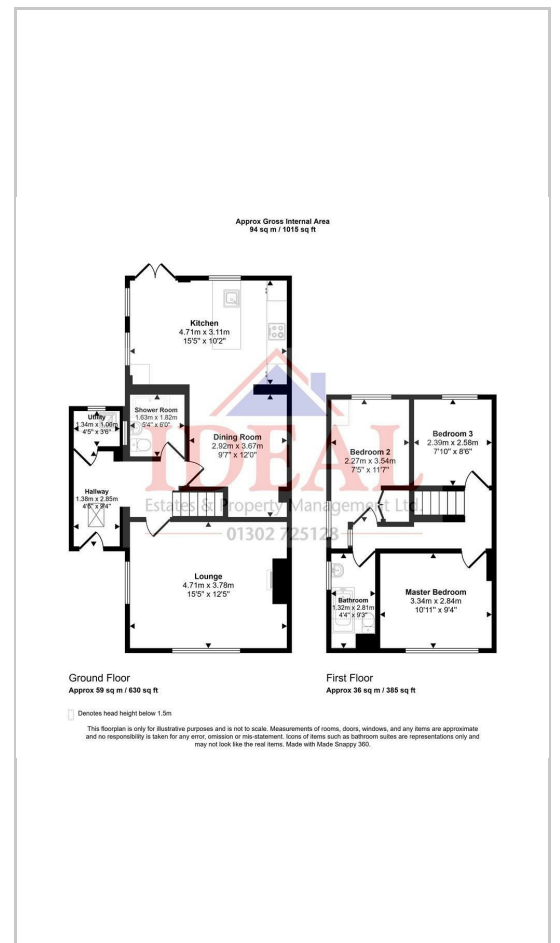 Approx Gross Internal Area
94 sq m / 1015 sq ft
Kitchen
4.71m x 3.11m
15'5" x 10'2"
Utility
1.34m x 1.06m
4'5" x 3'6"
Shower Room
1.63m x 1.82m
5'4" x 6'0"
Dining Room
2.92m x 3.67m
9'7" x 12'0"
Hallway
1.38m x 2.85m
4'6" x 9'4"
Lounge
4.71m x 3.78m
15'5" x 12'5"
Bedroom 2
2.27m x 3.54m
7'5" x 11'7"
Bedroom 3
2.39m x 2.58m
7'10" x 8'6"
Bathroom
1.32m x 2.81m
4'4" x 9'3"
Master Bedroom
3.34m x 2.84m
10'11" x 9'4"
IDEAL
Estates & Property Management Ltd.
01302 725128
Ground Floor
Approx 59 sq m / 630 sq ft
First Floor
Approx 36 sq m / 385 sq ft
Denotes head height below 1.5m
This floorplan is only for illustrative purposes and is not to scale. Measurements of rooms, doors, windows, and any items are approximate
and no responsibility is taken for any error, omission or mis-statement. Icons of items such as bathroom suites are representations only and
may not look like the real items. Made with Made Snappy 360.